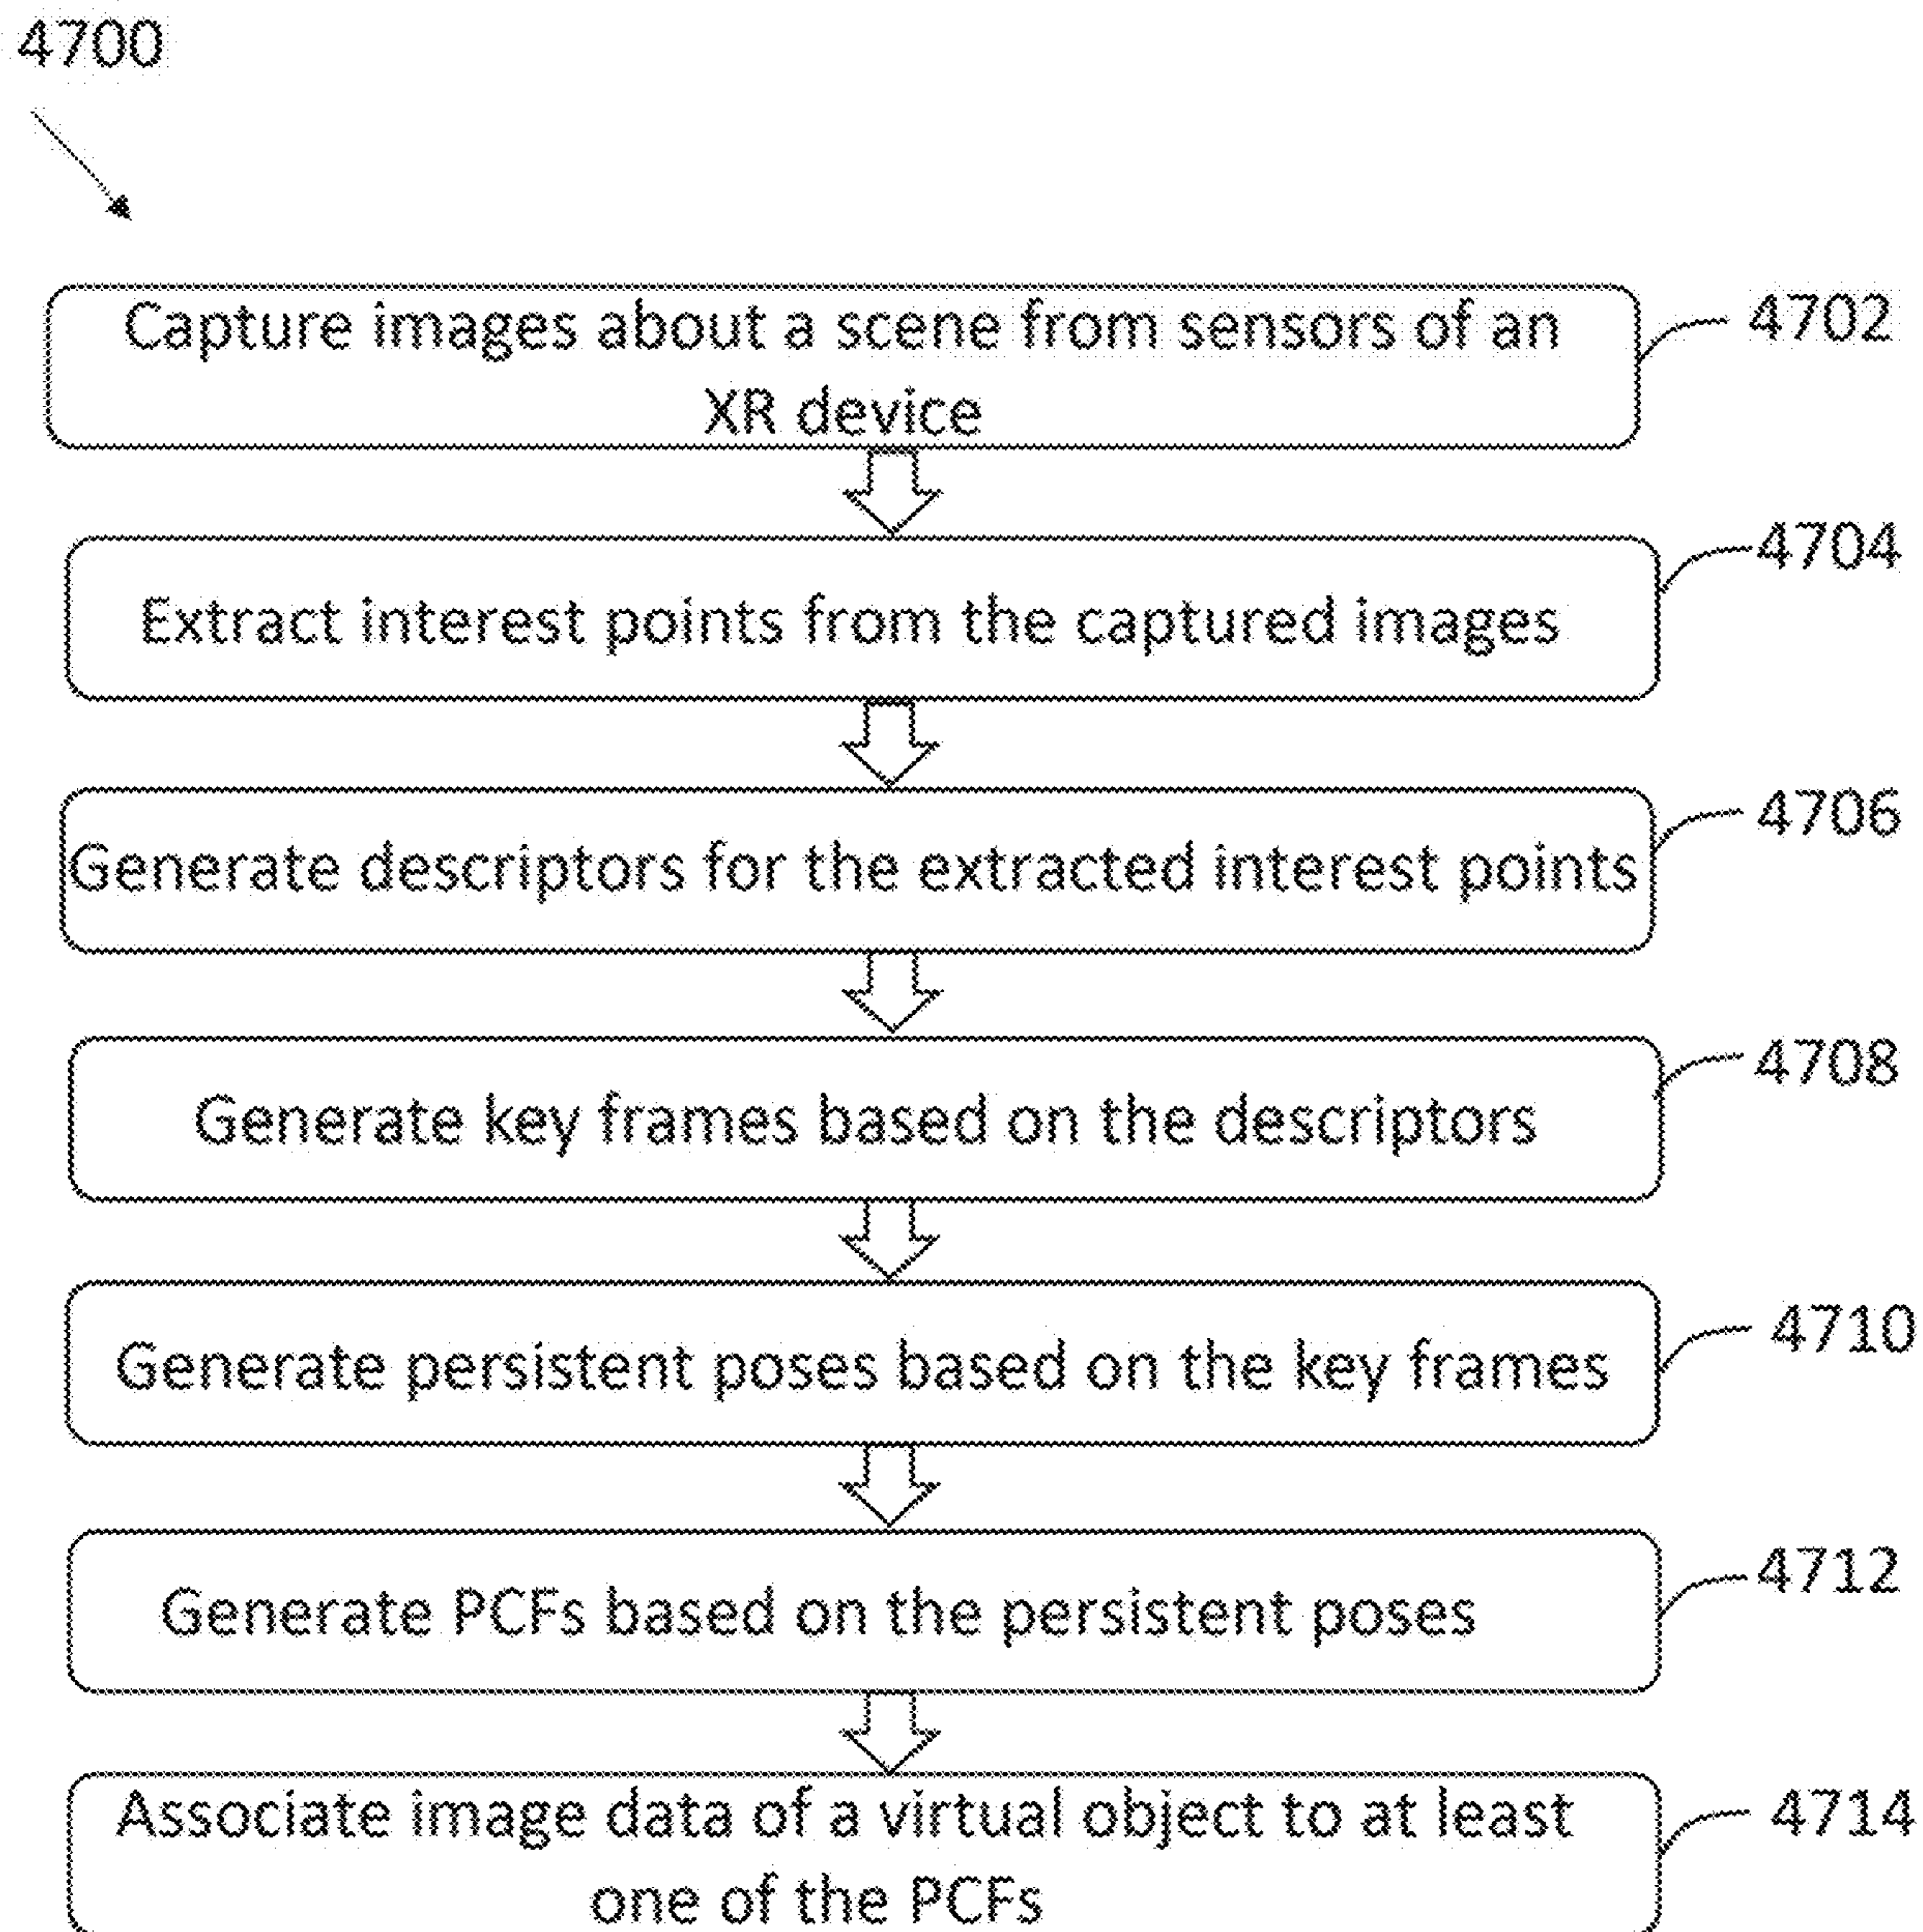 4700
Capture images about a scene from sensors of an
XR device
4702
Extract interest points from the captured images
4704
Generate descriptors for the extracted interest points
4706
Generate key frames based on the descriptors
4708
Generate persistent poses based on the key frames
4710
Generate PCFs based on the persistent poses
4712
Associate image data of a virtual object to at least
one of the PCFs
4714